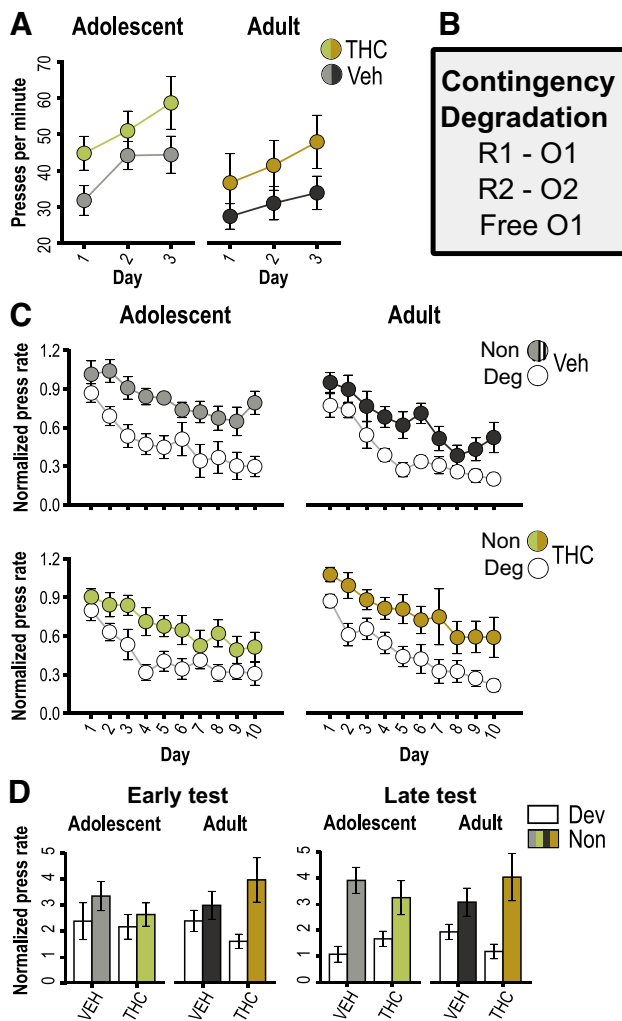 A
Adolescent
Adult
THC
Veh
Presses per minute
70
60
50
40
30
20
1
2
3
Day
1
2
3
Day
B
Contingency
Degradation
R1 - O1
R2 - O2
Free O1
C
Adolescent
Adult
Non
Deg
Veh
Normalized press rate
1.2
0.9
0.6
0.3
0.0
Non
Deg
THC
Normalized press rate
1.2
0.9
0.6
0.3
0.0
1
2
3
4
5
6
7
8
9
10
Day
1
2
3
4
5
6
7
8
9
10
Day
D
Early test
Late test
Adolescent
Adult
Adolescent
Adult
Dev
Non
Normalized press rate
5
4
3
2
1
0
VEH
THC
VEH
THC
5
4
3
2
1
0
VEH
THC
VEH
THC